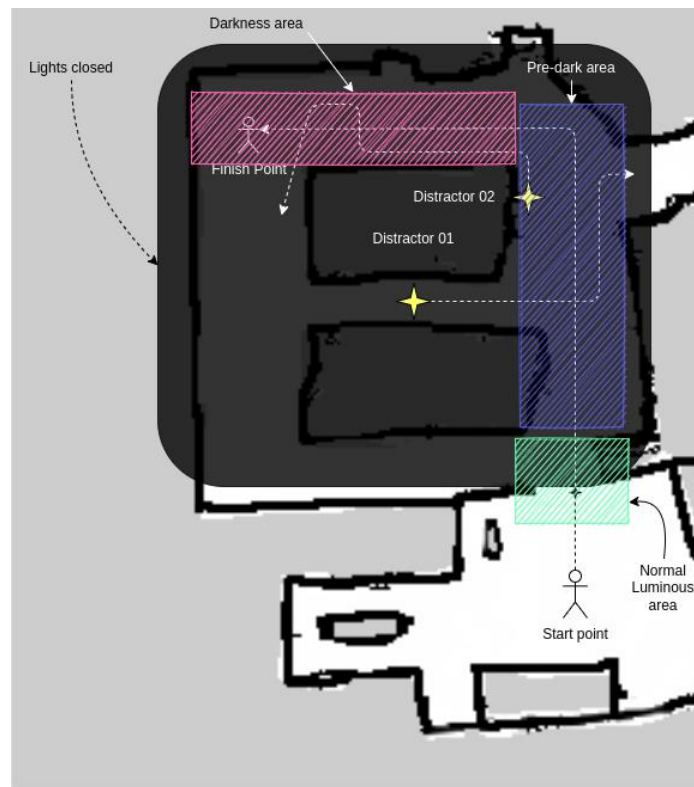 Darkness area
Lights closed
Pre-dark area
Finish Point
Distractor 02
Distractor 01
Normal
Luminous
area
Start point